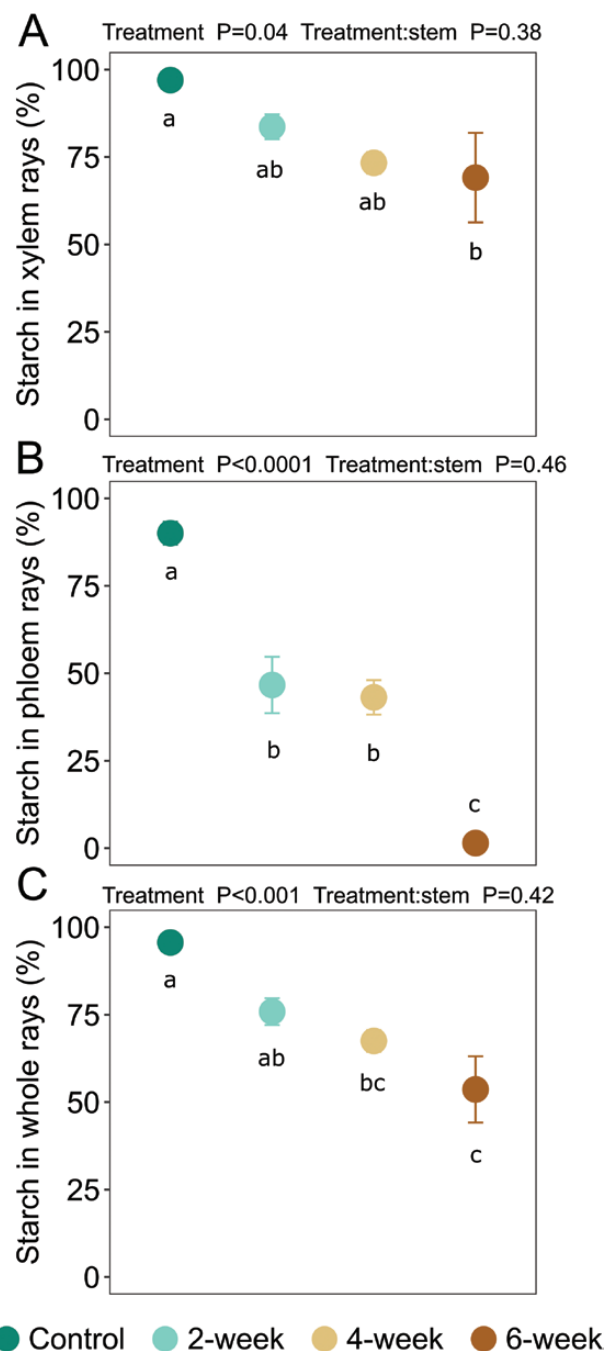 A
Treatment P=0.04 Treatment:stem P=0.38
Starch in xylem rays (%)
100
75
50
25
0
a
ab
ab
b
B
Treatment P<0.0001 Treatment:stem P=0.46
Starch in phloem rays (%)
100
75
50
25
0
a
b
b
c
C
Treatment P<0.001 Treatment:stem P=0.42
Starch in whole rays (%)
100
75
50
25
0
a
ab
bc
c
Control 2-week 4-week 6-week